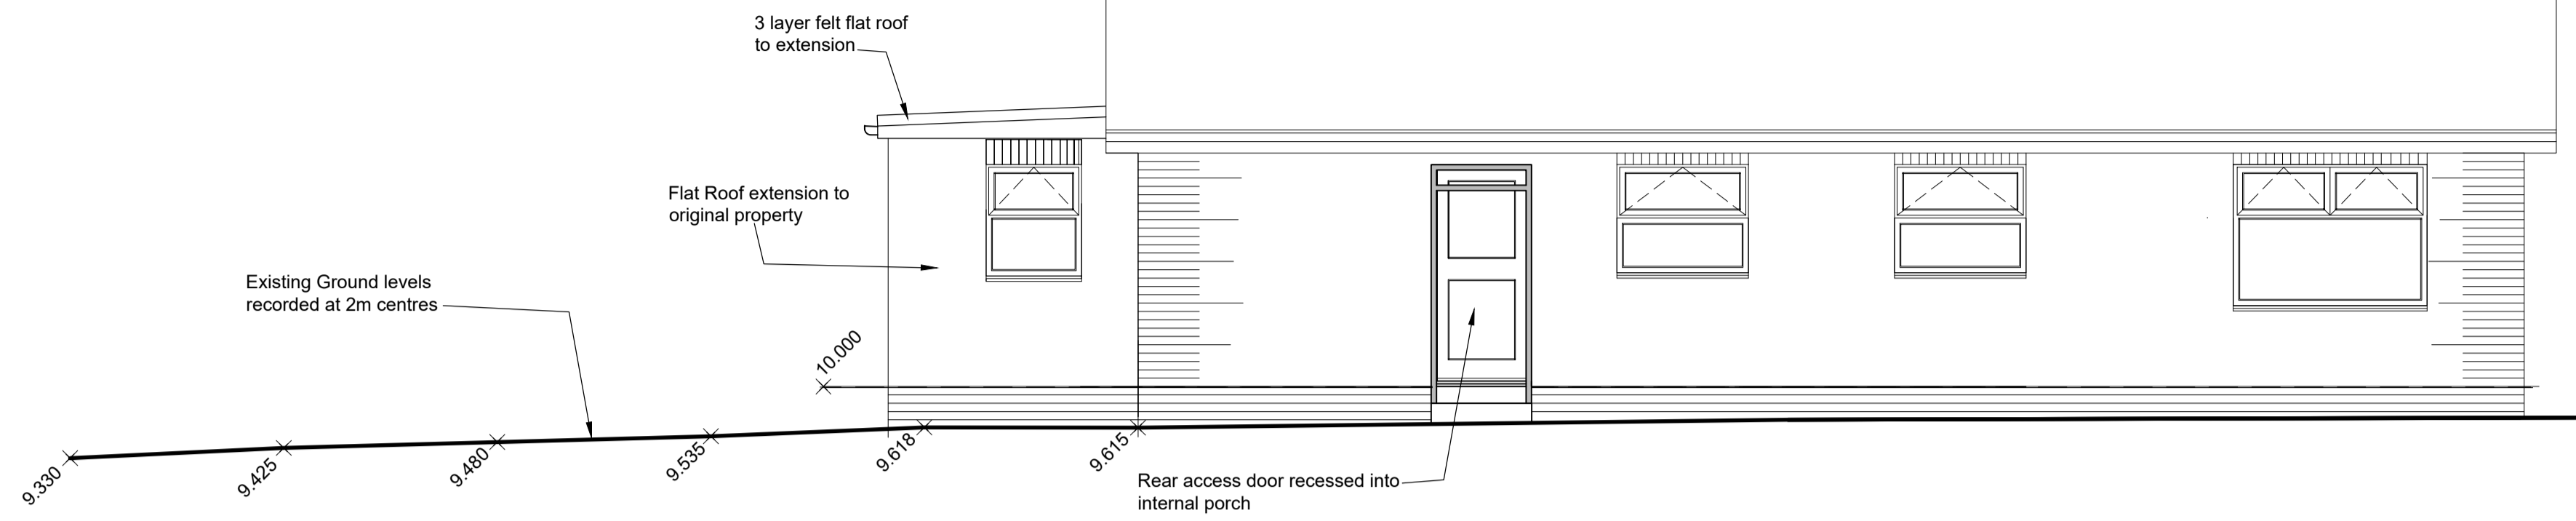 3 layer felt flat roof
to extension
Flat Roof extension to
original property
Existing Ground levels
recorded at 2m centres
10.000
9.330
9.425
9.480
9.535
9.618
9.615
Rear access door recessed into
internal porch